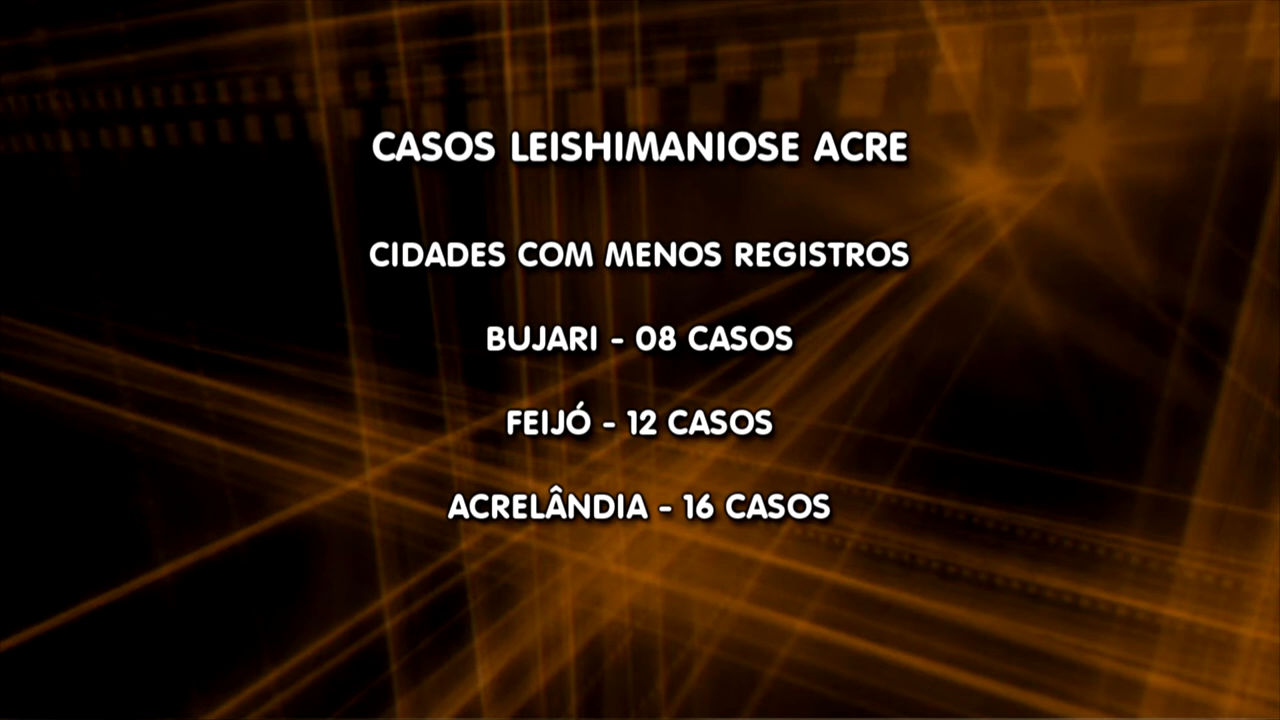 CASOS LEISHIMANIOSE ACRE
CIDADES COM MENOS REGISTROS
BUJARI - 08 CASOS
FEIJÓ - 12 CASOS
ACRELÂNDIA - 16 CASOS